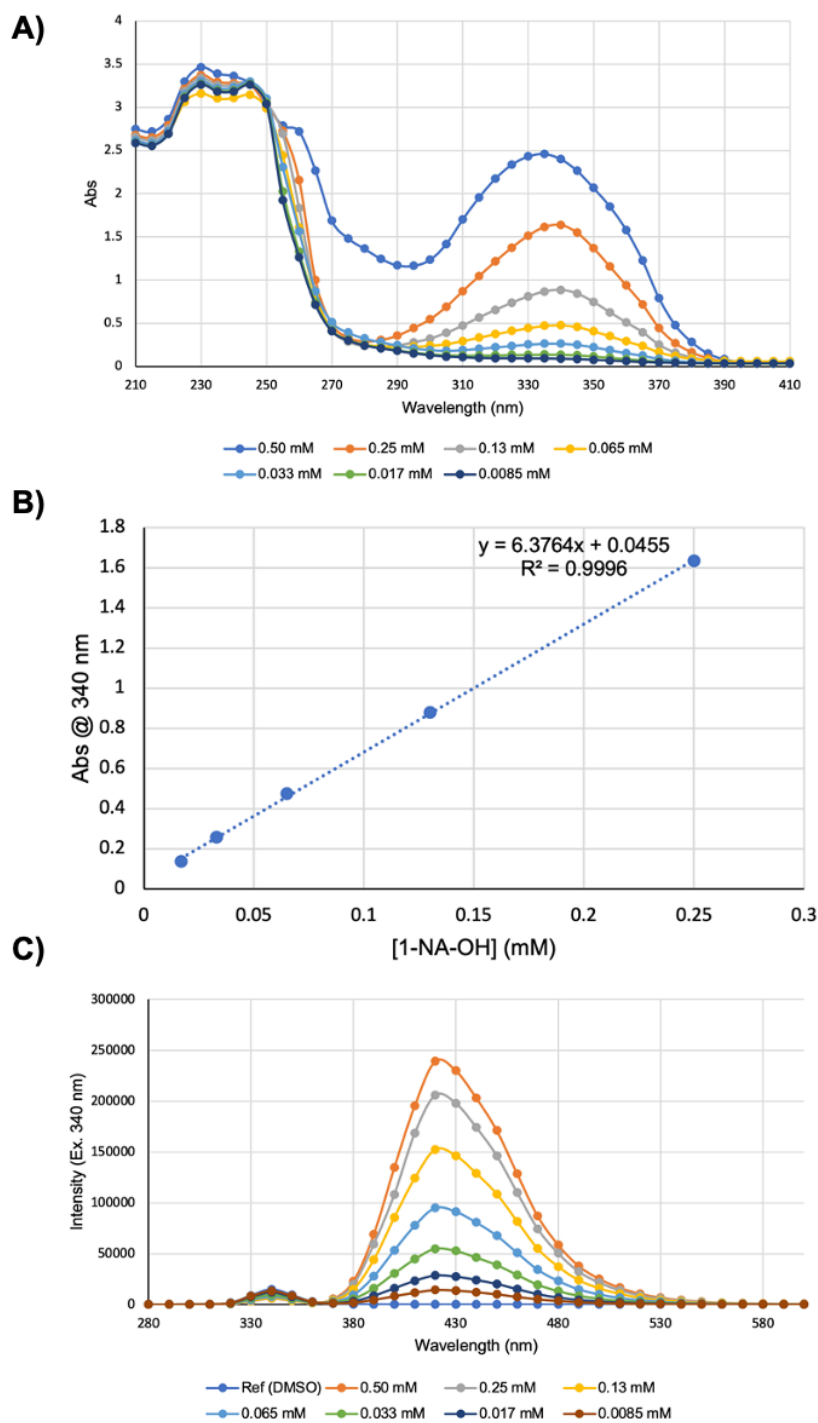 A)
4
3.5
3
2.5
2
1.5
1
0.5
0
Abs
210 230 250 270 290 310 330 350 370 390 410
Wavelength (nm)
0.50 mM 0.25 mM 0.13 mM 0.065 mM
0.033 mM 0.017 mM 0.0085 mM
B)
1.8
1.6
1.4
1.2
1
0.8
0.6
0.4
0.2
0
Abs @ 340 nm
y = 6.3764x + 0.0455
R² = 0.9996
0 0.05 0.1 0.15 0.2 0.25 0.3
[1-NA-OH] (mM)
C)
300000
250000
200000
150000
100000
50000
0
Intensity (Ex. 340 nm)
280 330 380 430 480 530 580
Wavelength (nm)
Ref (DMSO) 0.50 mM 0.25 mM 0.13 mM
0.065 mM 0.033 mM 0.017 mM 0.0085 mM